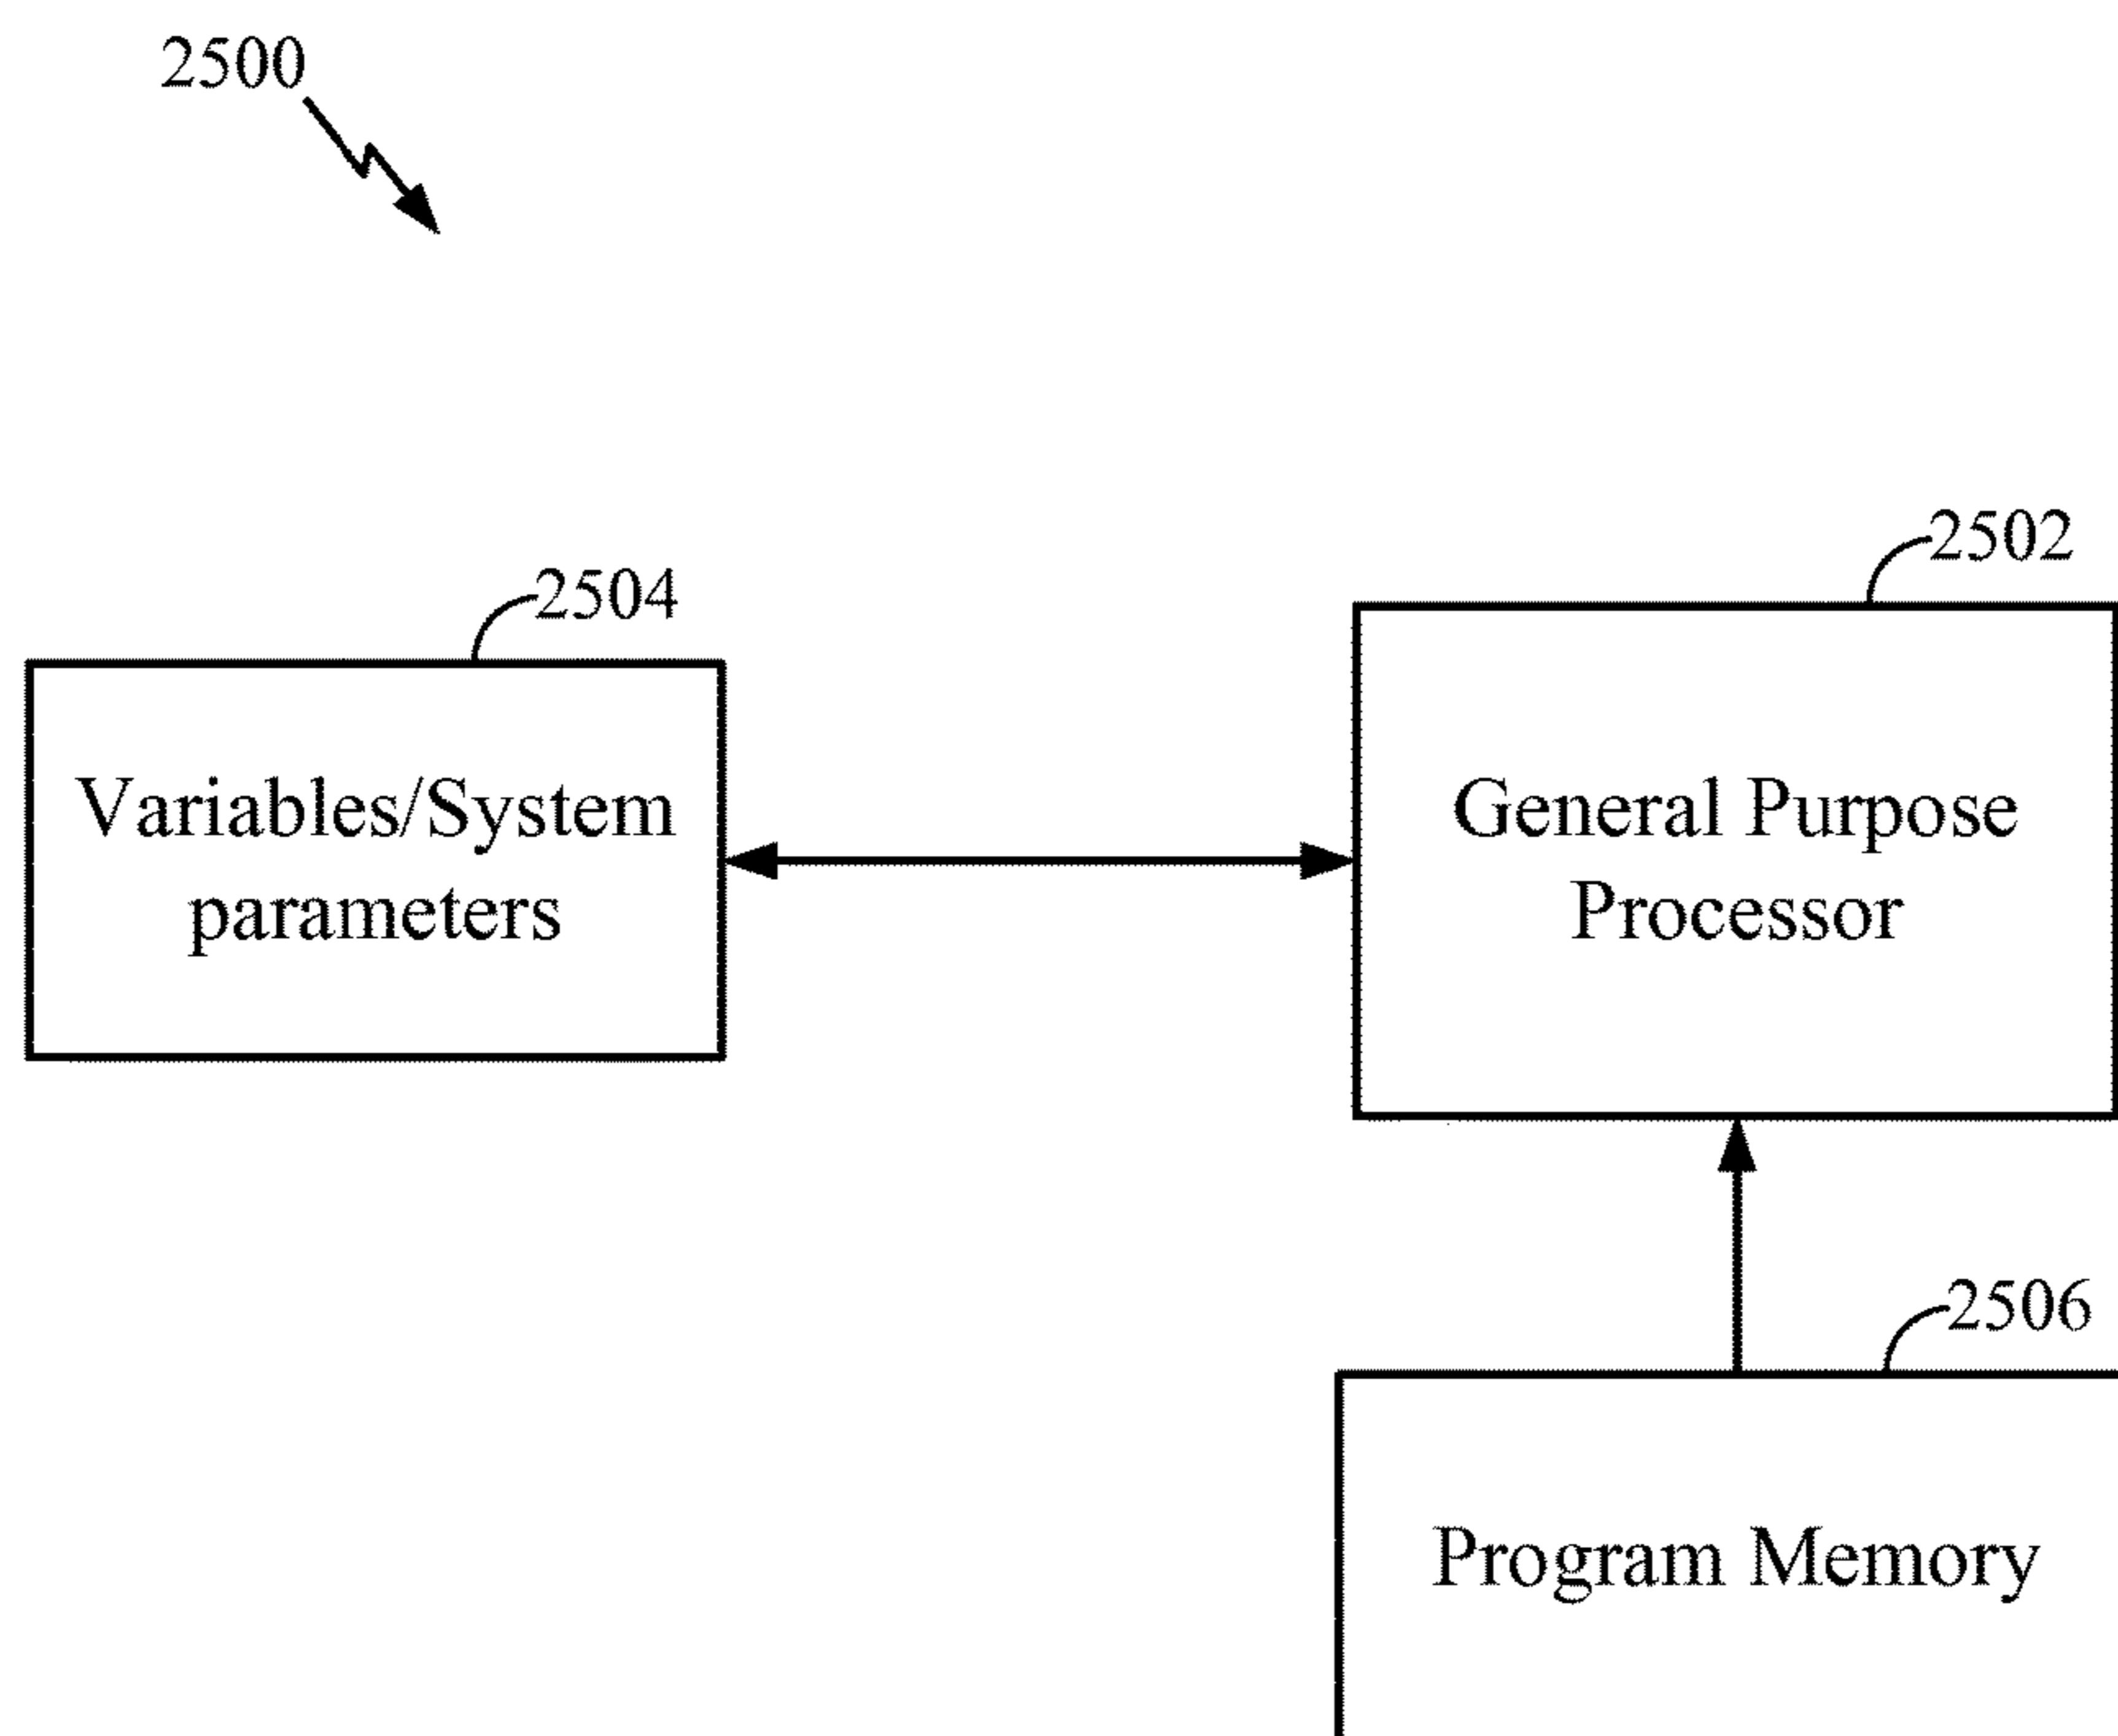 2500
2502
2504
Variables/System
parameters
General Purpose
Processor
2506
Program Memory